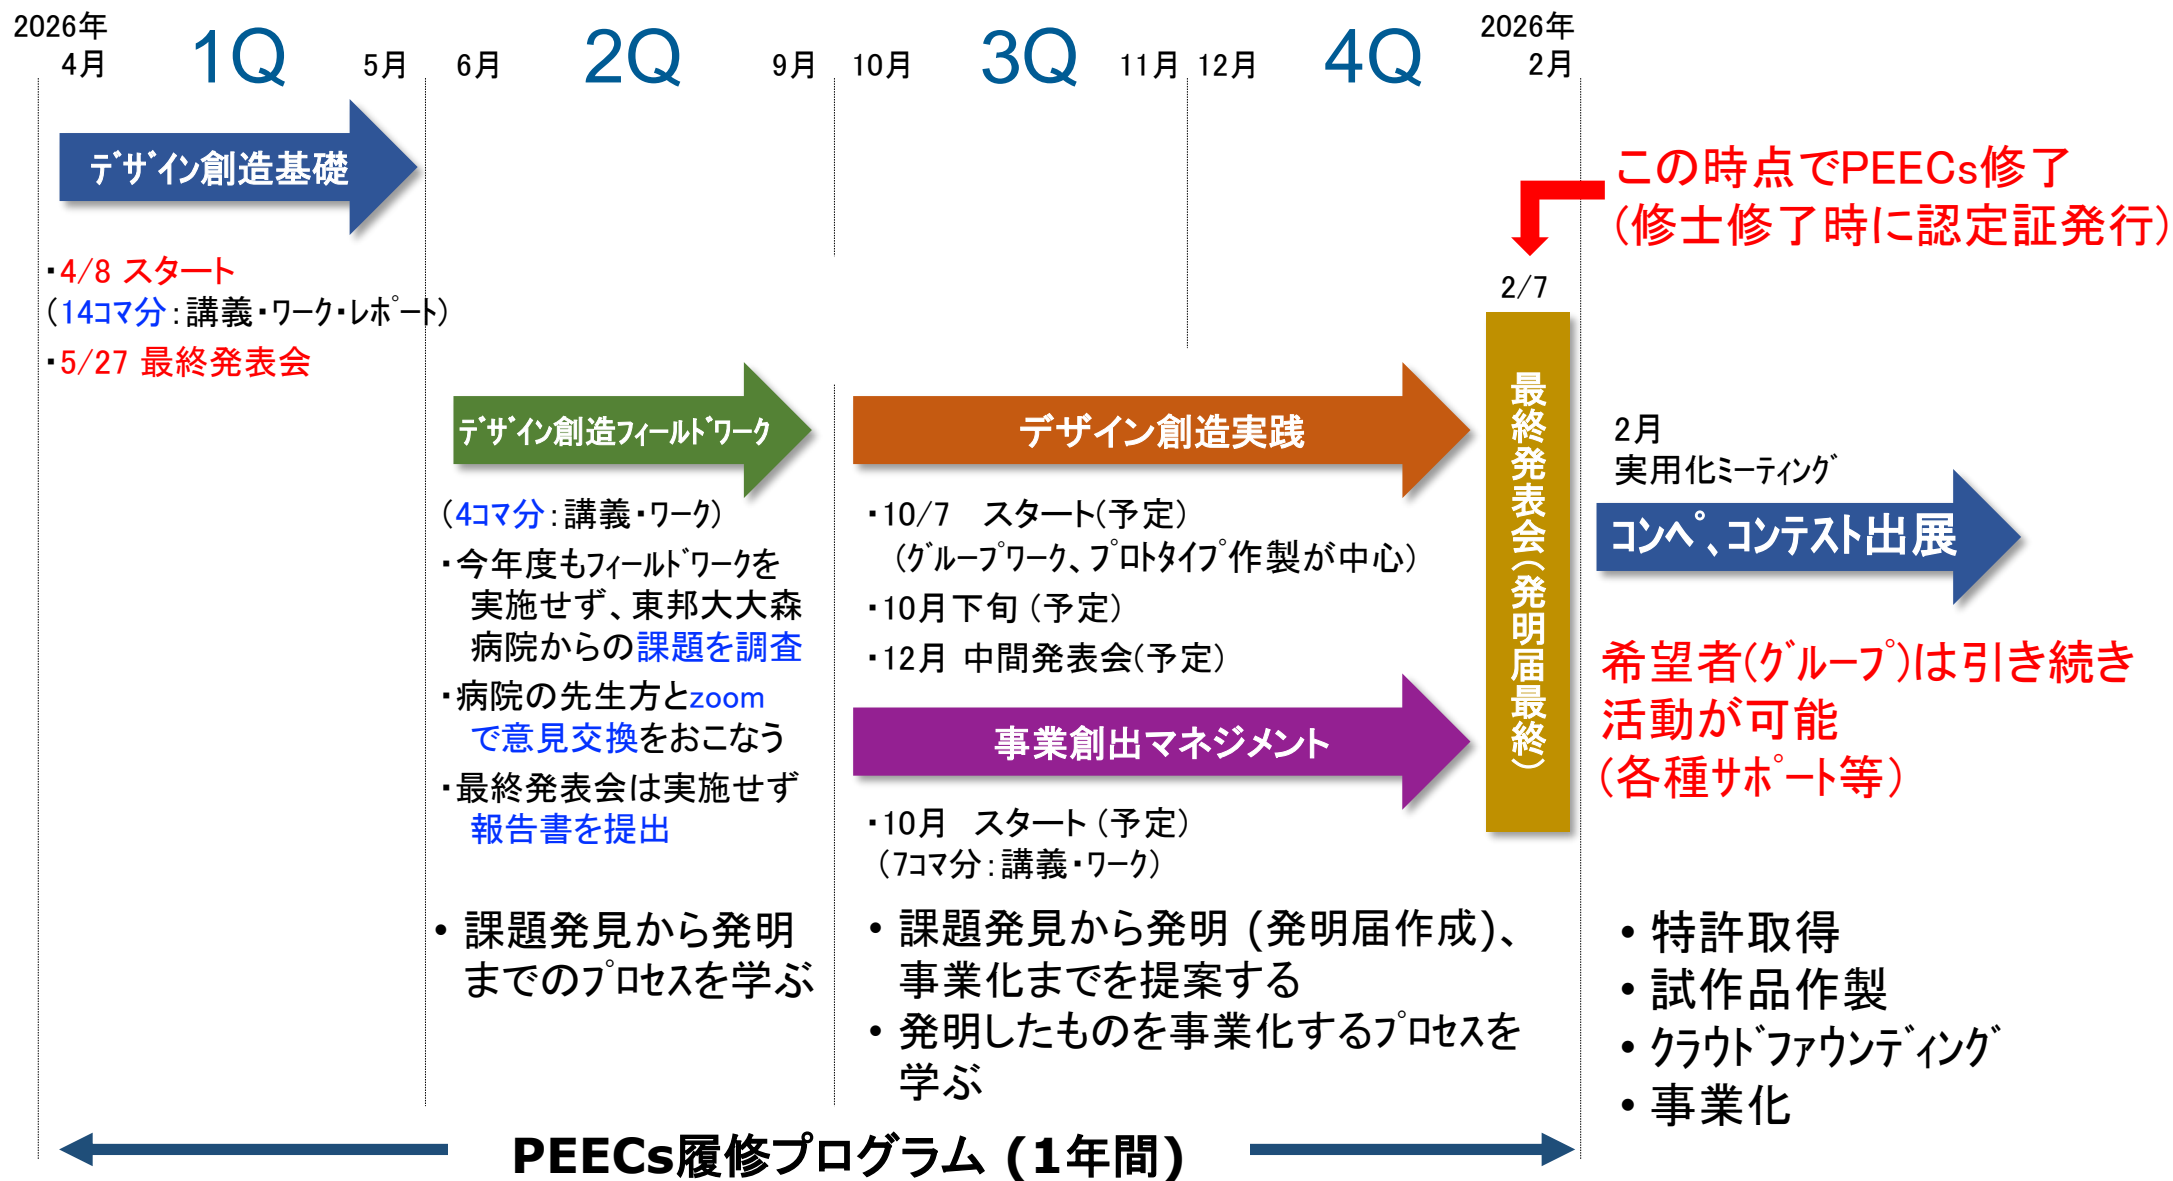 2026年
4月
1Q
5月
6月
2Q
9月
10月
3Q
11月
12月
4Q
2026年
2月
ﾃﾞｻﾞｲﾝ創造基礎
・4/8 スタート
(14ｺﾏ分：講義・ﾜｰｸ・ﾚﾎﾟｰﾄ)
・5/27 最終発表会
ﾃﾞｻﾞｲﾝ創造ﾌｨｰﾙﾄﾞﾜｰｸ
(4ｺﾏ分：講義・ﾜｰｸ)
・今年度もﾌｨｰﾙﾄﾞﾜｰｸを
実施せず、東邦大大森
病院からの課題を調査
・病院の先生方とzoom
で意見交換をおこなう
・最終発表会は実施せず
報告書を提出
• 課題発見から発明
までのﾌﾟﾛｾｽを学ぶ
デザイン創造実践
・10/7　スタート(予定)
(ｸﾞﾙｰﾌﾟﾜｰｸ、ﾌﾟﾛﾄﾀｲﾌﾟ作製が中心)
・10月下旬 (予定)
・12月 中間発表会(予定)
事業創出マネジメント
・10月　スタート (予定)
(7ｺﾏ分：講義・ﾜｰｸ)
• 課題発見から発明 (発明届作成)、
事業化までを提案する
• 発明したものを事業化するﾌﾟﾛｾｽを
学ぶ
この時点でPEECs修了
(修士修了時に認定証発行)
2/7
最終発表会(発明届最終)
2月
実用化ﾐｰﾃｨﾝｸﾞ
ｺﾝﾍﾟ、ｺﾝﾃｽﾄ出展
希望者(ｸﾞﾙｰﾌﾟ)は引き続き
活動が可能
(各種ｻﾎﾟｰﾄ等)
• 特許取得
• 試作品作製
• ｸﾗｳﾄﾞﾌｧｳﾝﾃﾞｨﾝｸﾞ
• 事業化
PEECs履修プログラム (1年間)